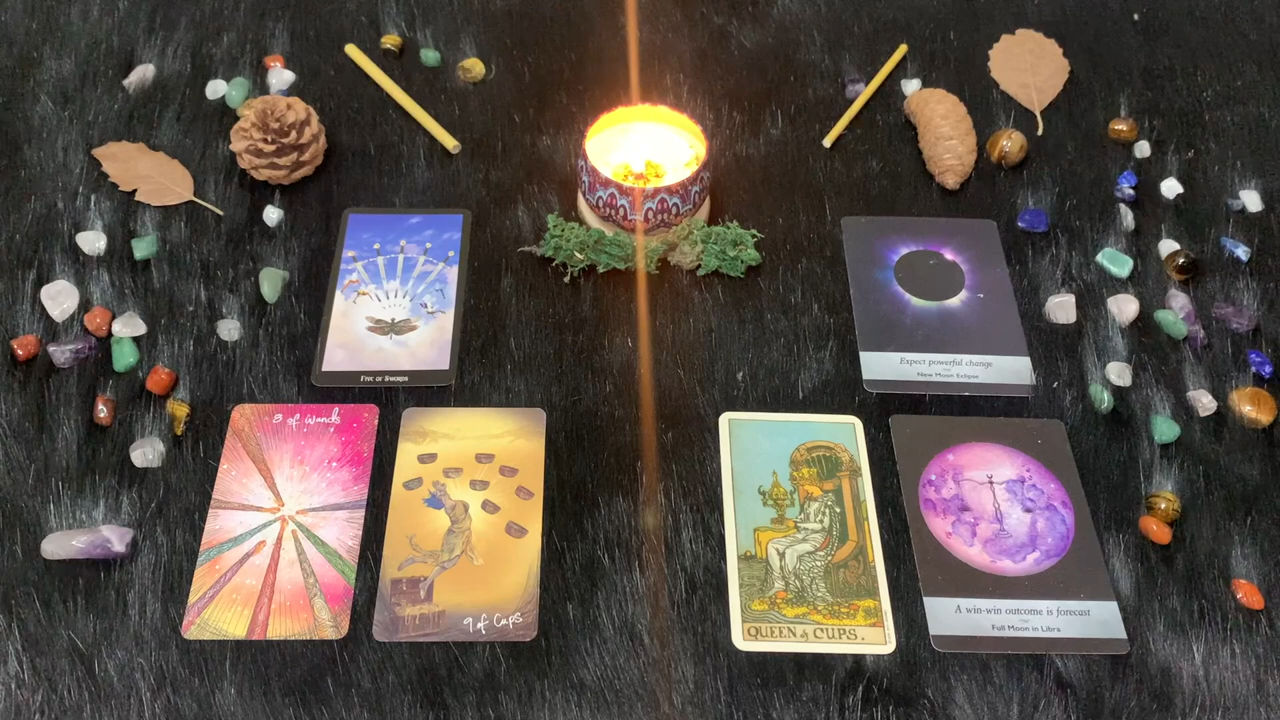 Five of Swords
Expect powerful change
New Moon Eclipse
8 of Wands
9 of Cups
QUEEN of CUPS.
A win-win outcome is forecast
Full Moon in Libra